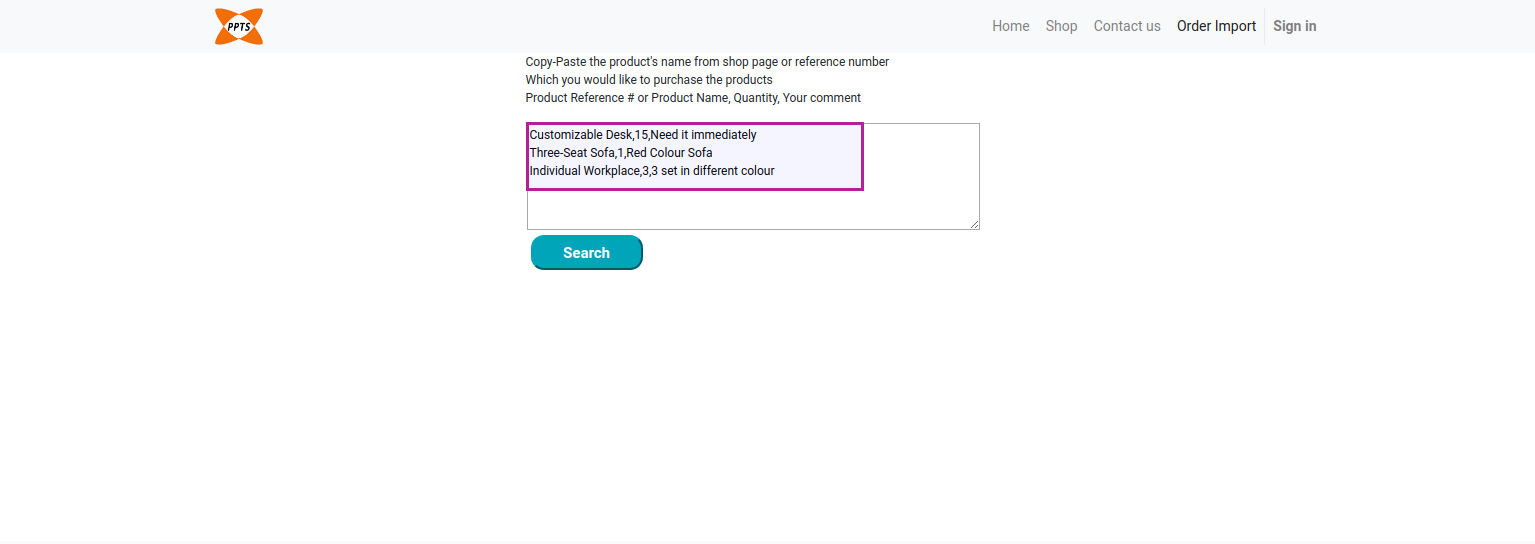 PPTS
Home Shop Contact us Order Import Sign in
Copy-Paste the product's name from shop page or reference number
Which you would like to purchase the products
Product Reference # or Product Name, Quantity, Your comment
Customizable Desk,15,Need it immediately
Three-Seat Sofa,1,Red Colour Sofa
Individual Workplace,3,3 set in different colour
Search